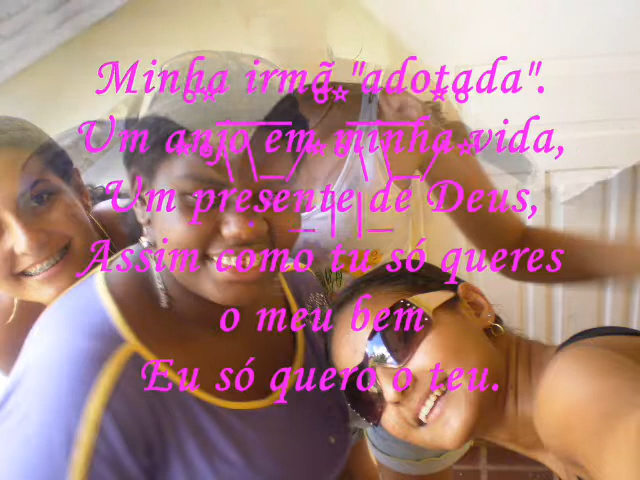 Minha irmã "adotada".
Um anjo em minha vida,
Um presente de Deus,
Assim como tu só queres
o meu bem
Eu só quero o teu.